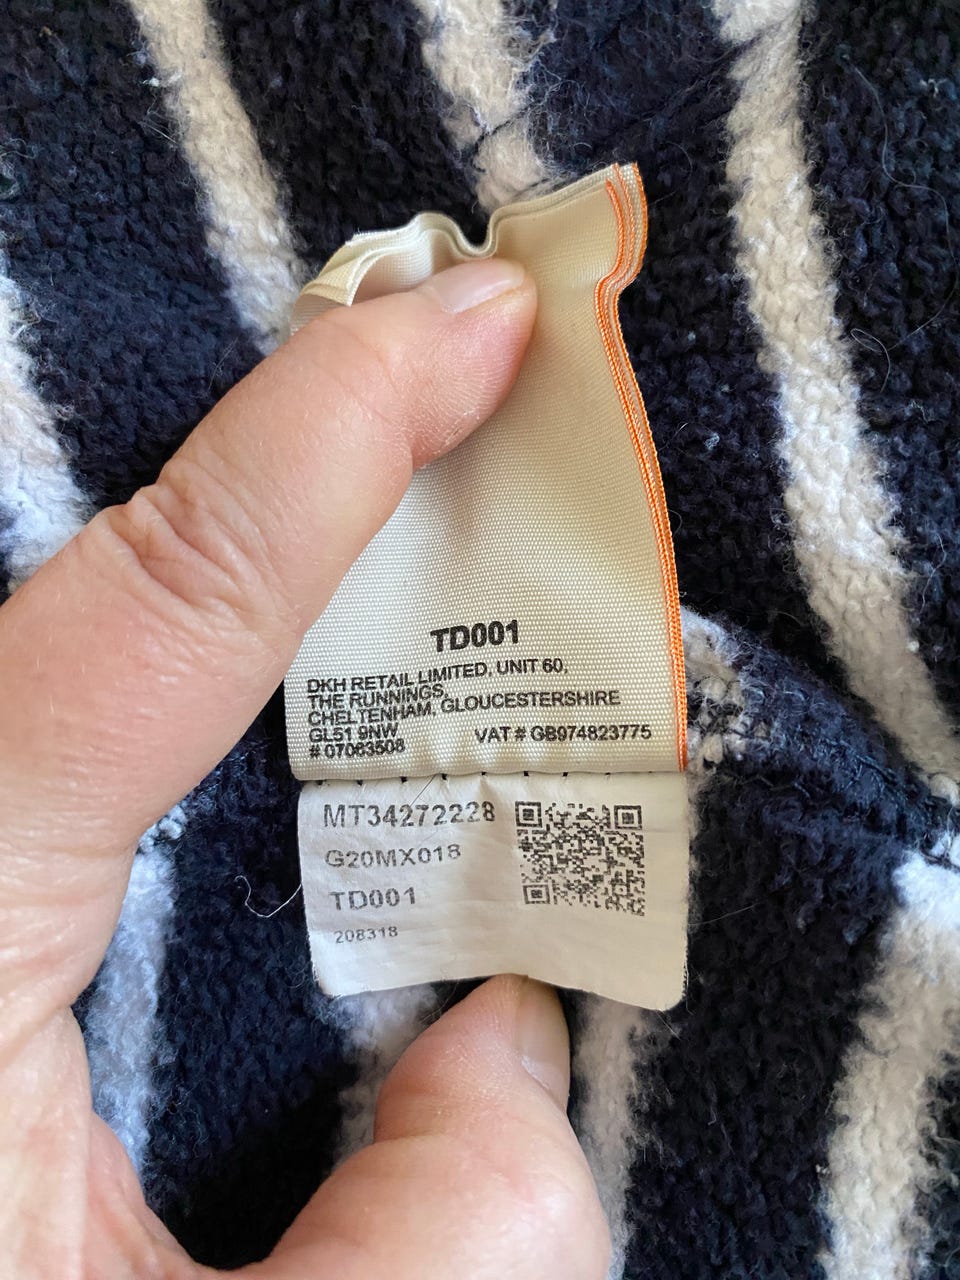 TD001
DKH RETAIL LIMITED, UNIT 60,
THE RUNNINGS,
CHELTENHAM, GLOUCESTERSHIRE
GL51 9NW
# 07063508 VAT # GB974823775
MT34272228
G20MX018
TD001
208318